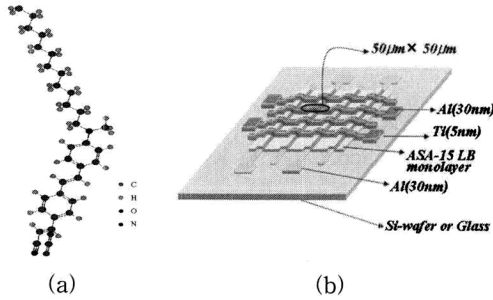 C
H
O
N
(a)
50μm× 50μm
Al(30nm)
Ti(5nm)
ASA-15 LB
monolayer
Al(30nm)
Si-wafer or Glass
(b)